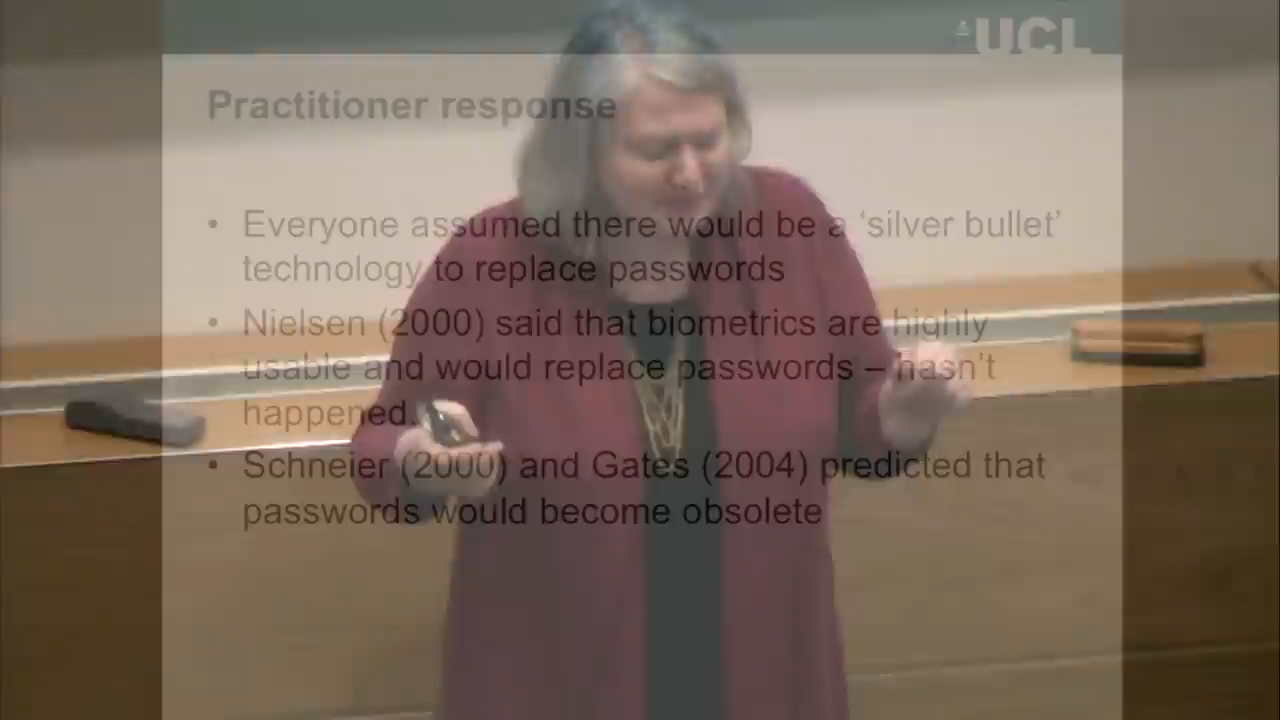 UCL
Practitioner response
• Everyone assumed there would be a ‘silver bullet’
technology to replace passwords
• Nielsen (2000) said that biometrics are highly
usable and would replace passwords – hasn’t
happened.
• Schneier (2000) and Gates (2004) predicted that
passwords would become obsolete